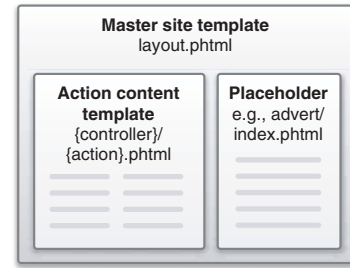 Master site template
layout.phtml
Action content
template
{controller}/
{action}.phtml
Placeholder
e.g., advert/
index.phtml